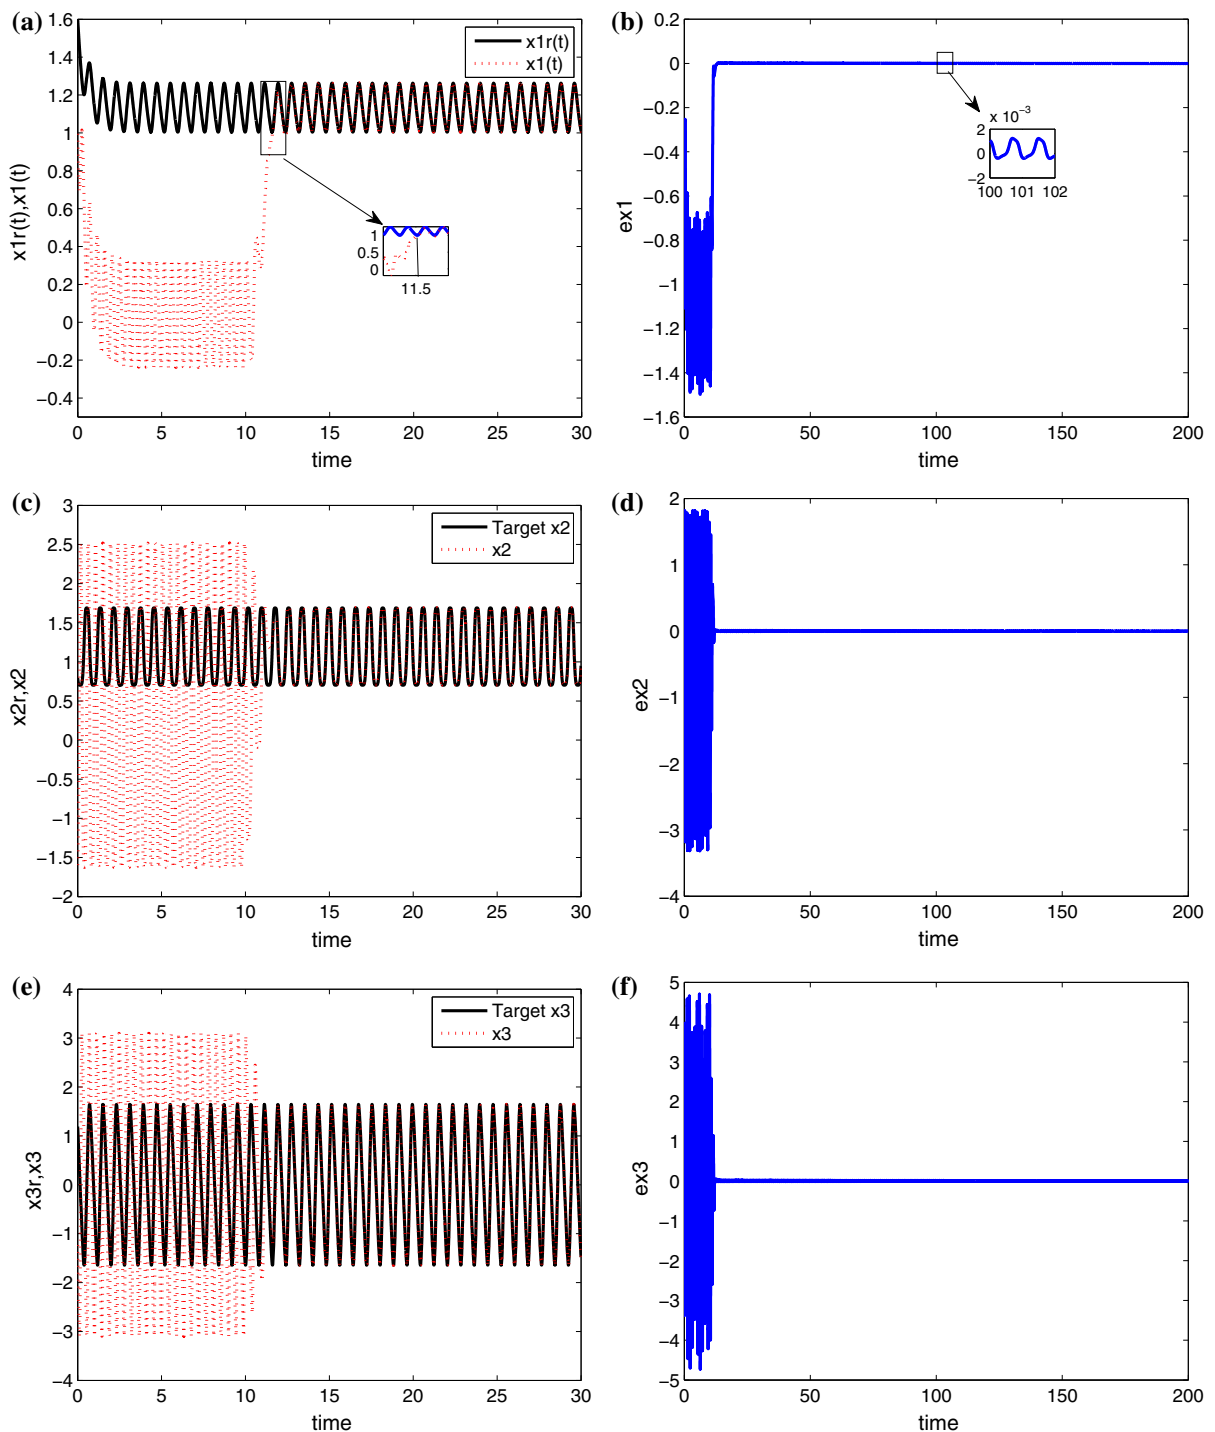 (a)
1.6
1.4
1.2
1
0.8
0.6
0.4
0.2
0
−0.2
−0.4
x1r(t),x1(t)
x1r(t)
x1(t)
1
0.5
0
11.5
0 5 10 15 20 25 30
time
(b)
0.2
0
−0.2
−0.4
−0.6
−0.8
−1
−1.2
−1.4
−1.6
ex1
x 10⁻³
2
0
−2
100 101 102
0 50 100 150 200
time
(c)
3
2.5
2
1.5
1
0.5
0
−0.5
−1
−1.5
−2
x2r,x2
Target x2
x2
0 5 10 15 20 25 30
time
(d)
2
1
0
−1
−2
−3
−4
ex2
0 50 100 150 200
time
(e)
4
3
2
1
0
−1
−2
−3
−4
x3r,x3
Target x3
x3
0 5 10 15 20 25 30
time
(f)
5
4
3
2
1
0
−1
−2
−3
−4
−5
ex3
0 50 100 150 200
time